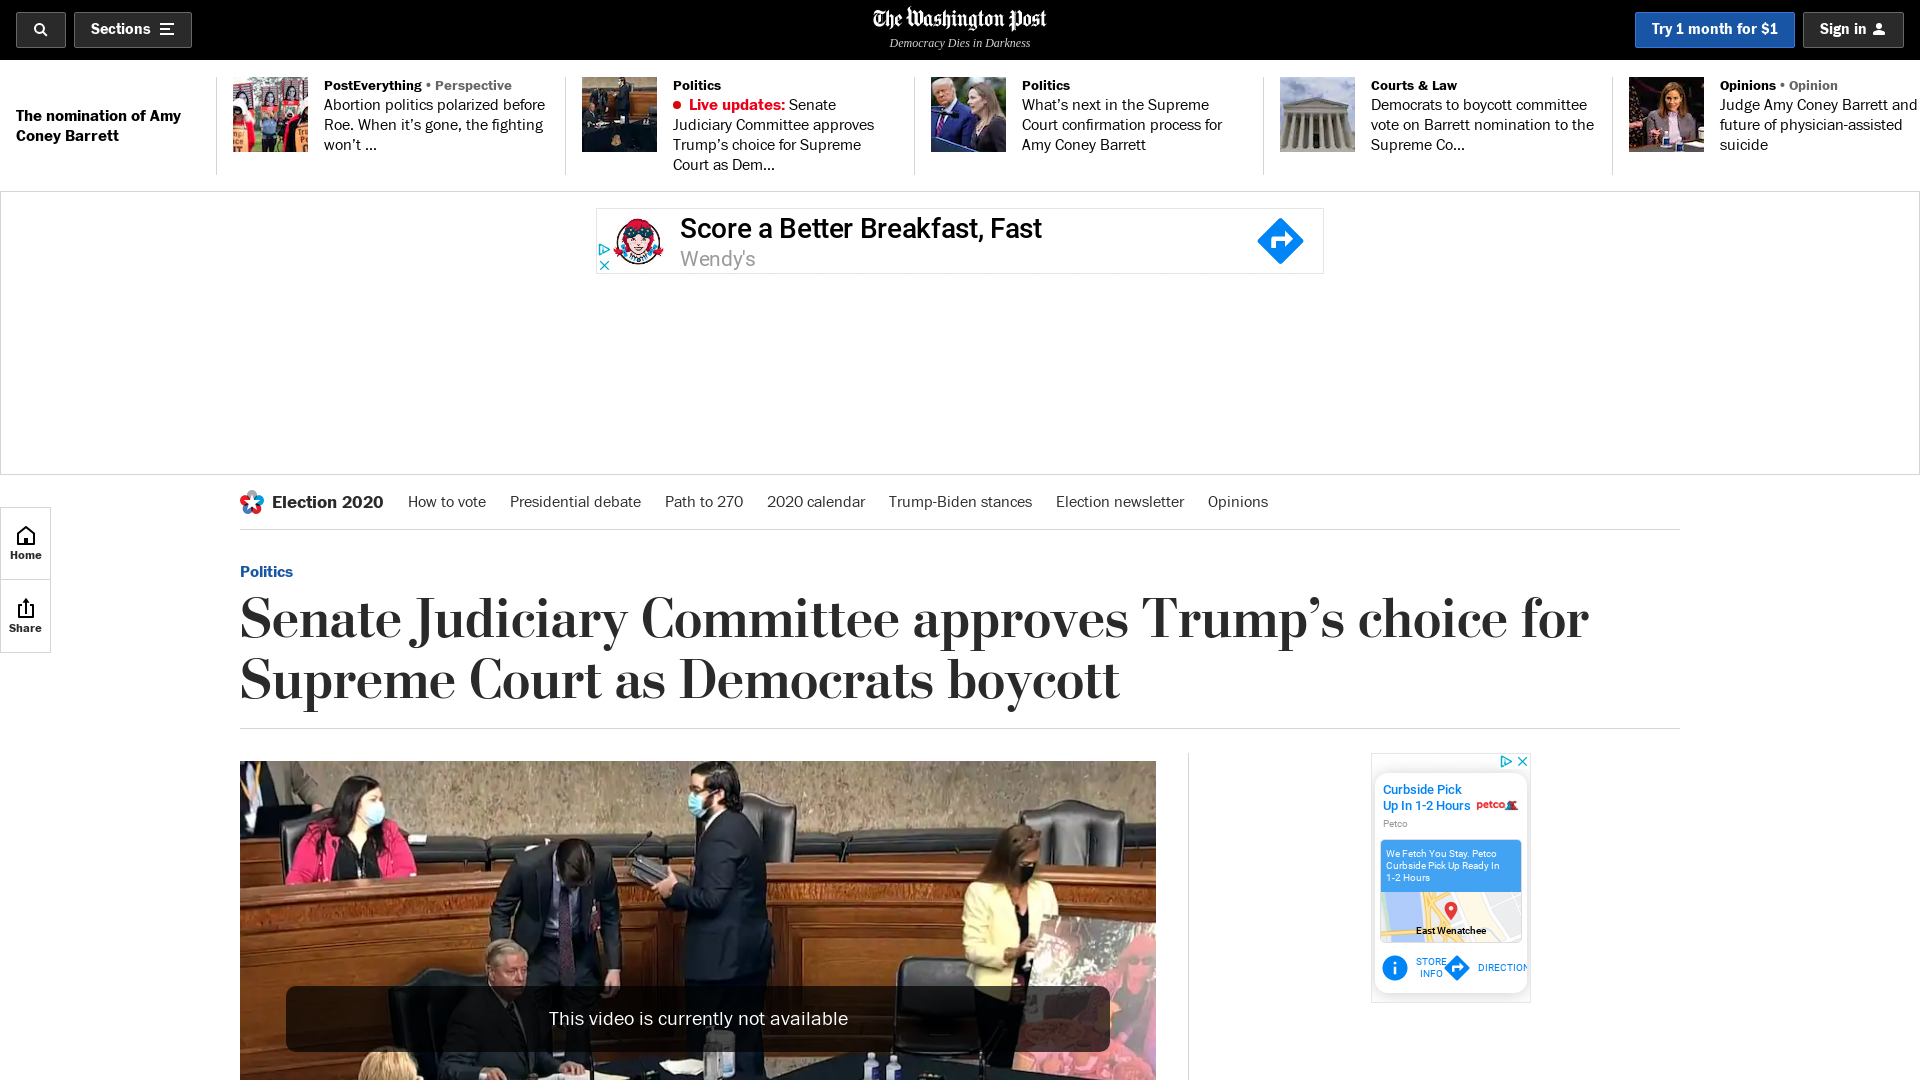 Sections
The Washington Post
Democracy Dies in Darkness
Try 1 month for $1
Sign in
The nomination of Amy
Coney Barrett
PostEverything • Perspective
Abortion politics polarized before
Roe. When it’s gone, the fighting
won’t ...
Politics
Live updates: Senate
Judiciary Committee approves
Trump’s choice for Supreme
Court as Dem...
Politics
What’s next in the Supreme
Court confirmation process for
Amy Coney Barrett
Courts & Law
Democrats to boycott committee
vote on Barrett nomination to the
Supreme Co...
Opinions • Opinion
Judge Amy Coney Barrett and
future of physician-assisted
suicide
Score a Better Breakfast, Fast
Wendy's
Election 2020
How to vote
Presidential debate
Path to 270
2020 calendar
Trump-Biden stances
Election newsletter
Opinions
Home
Share
Politics
Senate Judiciary Committee approves Trump’s choice for
Supreme Court as Democrats boycott
This video is currently not available
Curbside Pick
Up In 1-2 Hours
petco
Petco
We Fetch You Stay. Petco
Curbside Pick Up Ready In
1-2 Hours
East Wenatchee
STORE
INFO
DIRECTION